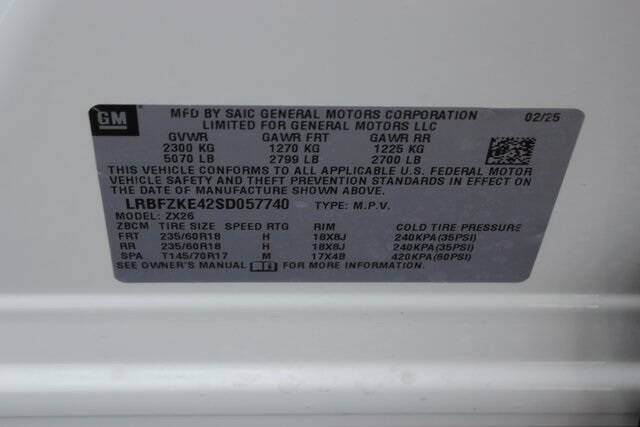 GM
MFD BY SAIC GENERAL MOTORS CORPORATION 02/25
LIMITED FOR GENERAL MOTORS LLC
GVWR GAWR FRT GAWR RR
2300 KG 1270 KG 1225 KG
5070 LB 2799 LB 2700 LB
THIS VEHICLE CONFORMS TO ALL APPLICABLE U.S. FEDERAL MOTOR
VEHICLE SAFETY AND THEFT PREVENTION STANDARDS IN EFFECT ON
THE DATE OF MANUFACTURE SHOWN ABOVE.
LRBFZKE42SD057740 TYPE: M.P.V.
MODEL: ZX26
ZBCM TIRE SIZE SPEED RTG RIM COLD TIRE PRESSURE
FRT 235/60R18 H 18X8J 240KPA(35PSI)
RR 235/60R18 H 18X8J 240KPA(35PSI)
SPA T145/70R17 M 17X4B 420KPA(60PSI)
SEE OWNER'S MANUAL FOR MORE INFORMATION.